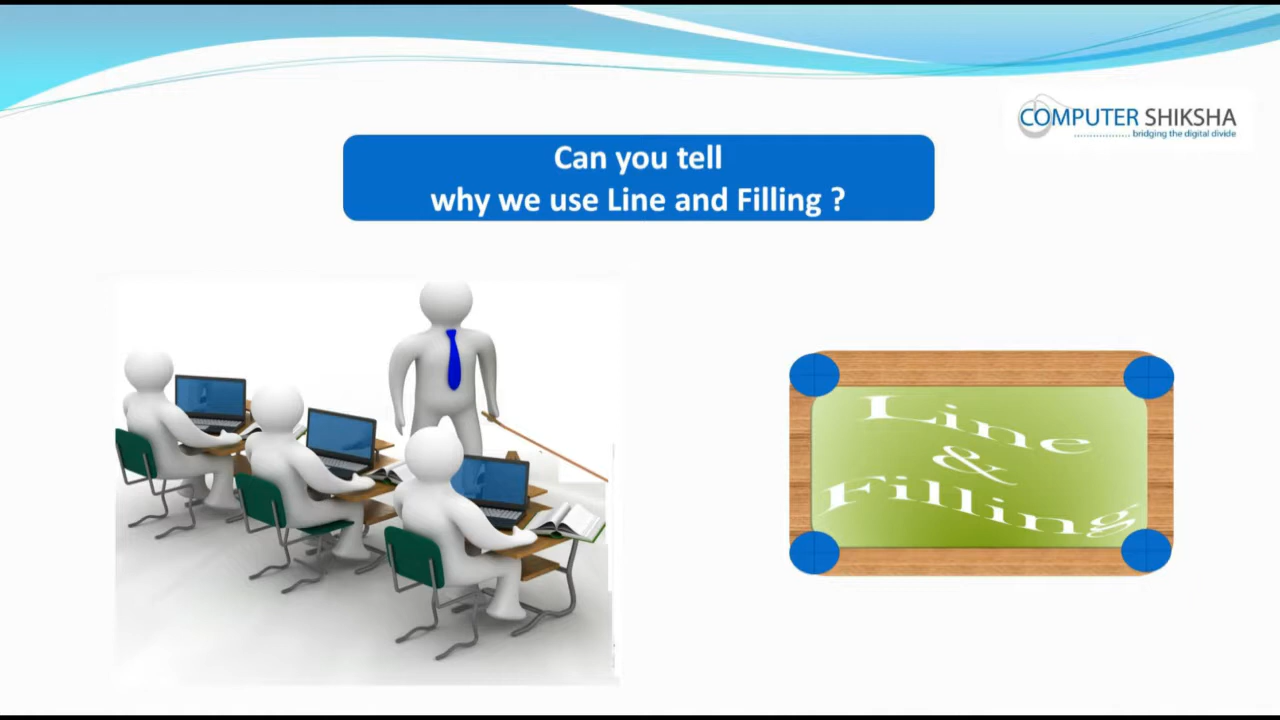 COMPUTER SHIKSHA
bridging the digital divide
Can you tell
why we use Line and Filling ?
Line
&
Filling